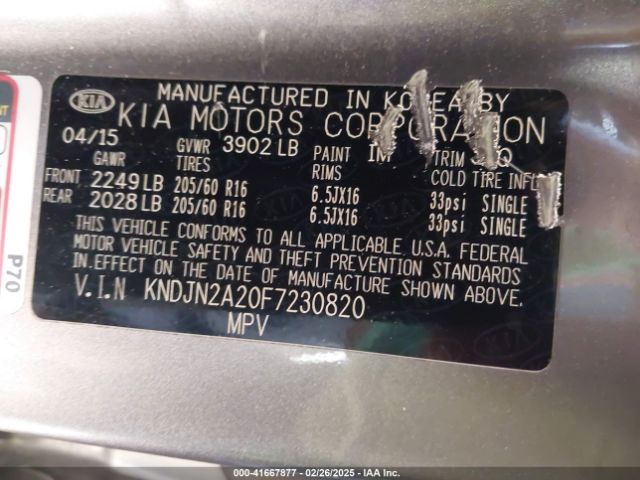 MANUFACTURED IN KOREA BY
KIA KIA MOTORS CORPORATION
04/15 GVWR 3902 LB PAINT TRIM
GAWR TIRES RIMS COLD TIRE INFL
FRONT 2249 LB 205/60 R16 6.5JX16 33psi SINGLE
REAR 2028 LB 205/60 R16 6.5JX16 33psi SINGLE
THIS VEHICLE CONFORMS TO ALL APPLICABLE U.S.A. FEDERAL
MOTOR VEHICLE SAFETY AND THEFT PREVENTION STANDARDS
IN EFFECT ON THE DATE OF MANUFACTURE SHOWN ABOVE.
V.I.N KNDJN2A20F7230820
MPV
P70
000-41667877 - 02/26/2025 - IAA Inc.